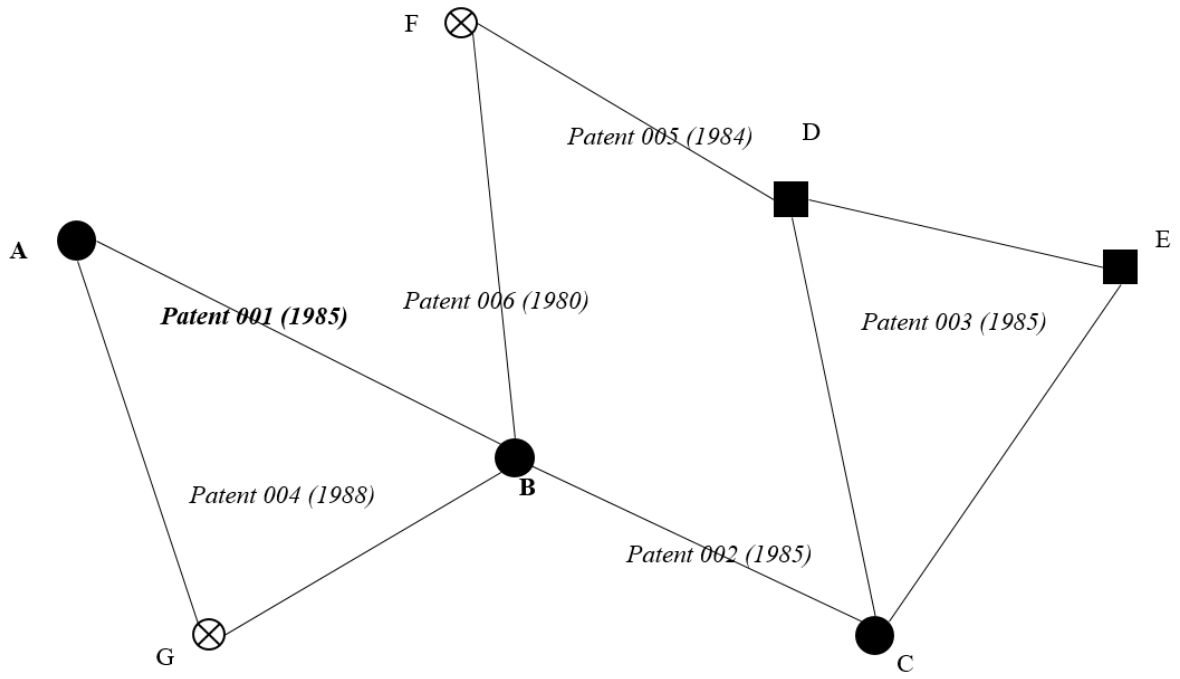 F
Patent 005 (1984)
D
A
E
Patent 001 (1985)
Patent 006 (1980)
Patent 003 (1985)
Patent 004 (1988)
B
Patent 002 (1985)
G
C